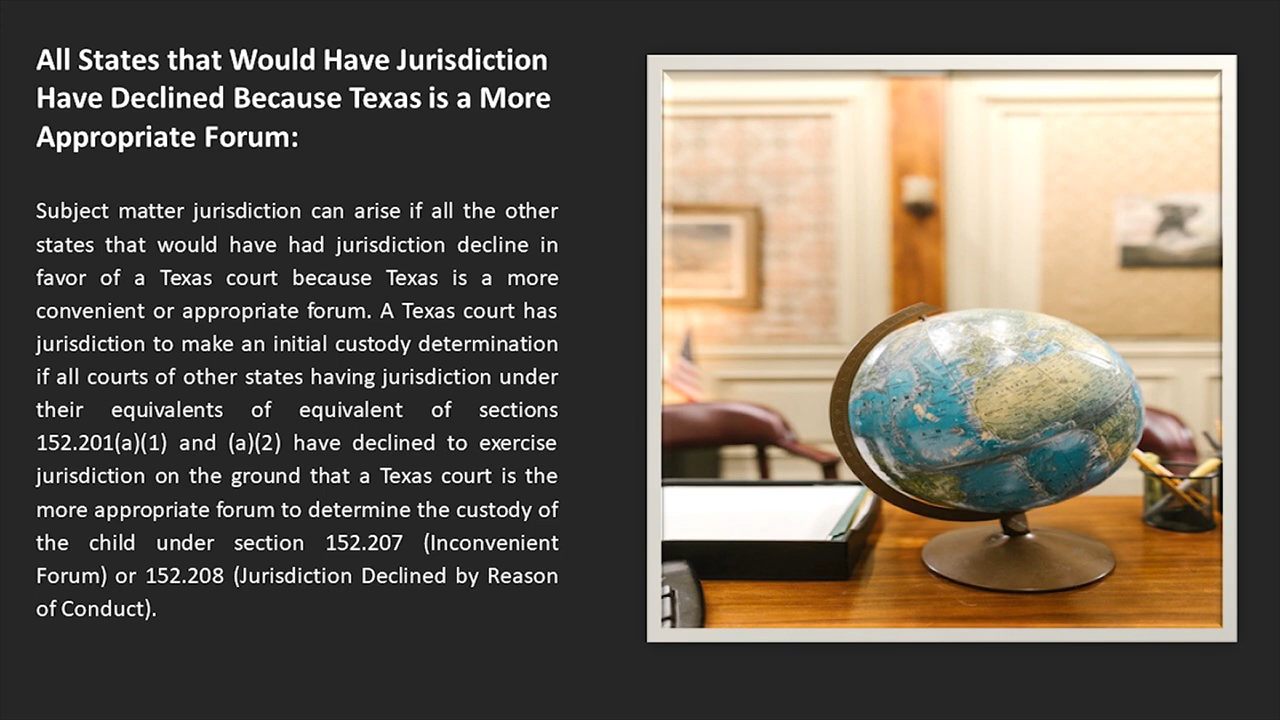 All States that Would Have Jurisdiction
Have Declined Because Texas is a More
Appropriate Forum:
Subject matter jurisdiction can arise if all the other
states that would have had jurisdiction decline in
favor of a Texas court because Texas is a more
convenient or appropriate forum. A Texas court has
jurisdiction to make an initial custody determination
if all courts of other states having jurisdiction under
their equivalents of equivalent of sections
152.201(a)(1) and (a)(2) have declined to exercise
jurisdiction on the ground that a Texas court is the
more appropriate forum to determine the custody of
the child under section 152.207 (Inconvenient
Forum) or 152.208 (Jurisdiction Declined by Reason
of Conduct).